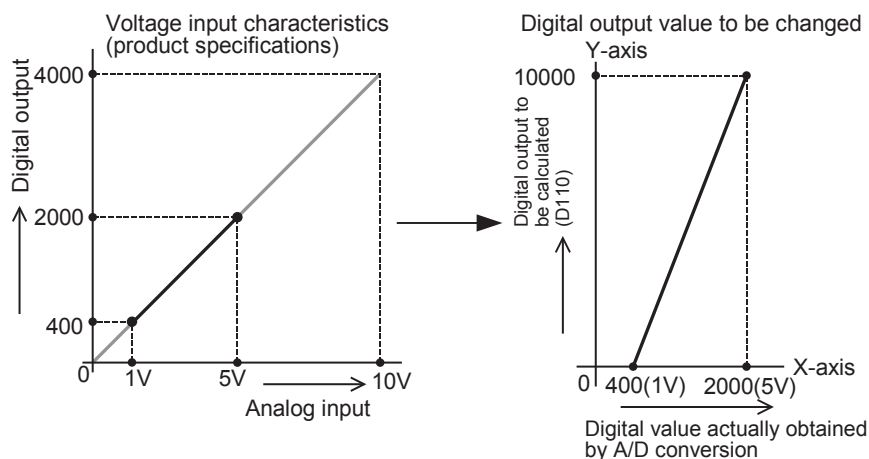 Voltage input characteristics
(product specifications)
Digital output
4000
2000
400
0
1V
5V
10V
Analog input
Digital output value to be changed
Y-axis
10000
Digital output to
be calculated
(D110)
X-axis
0
400(1V)
2000(5V)
Digital value actually obtained
by A/D conversion